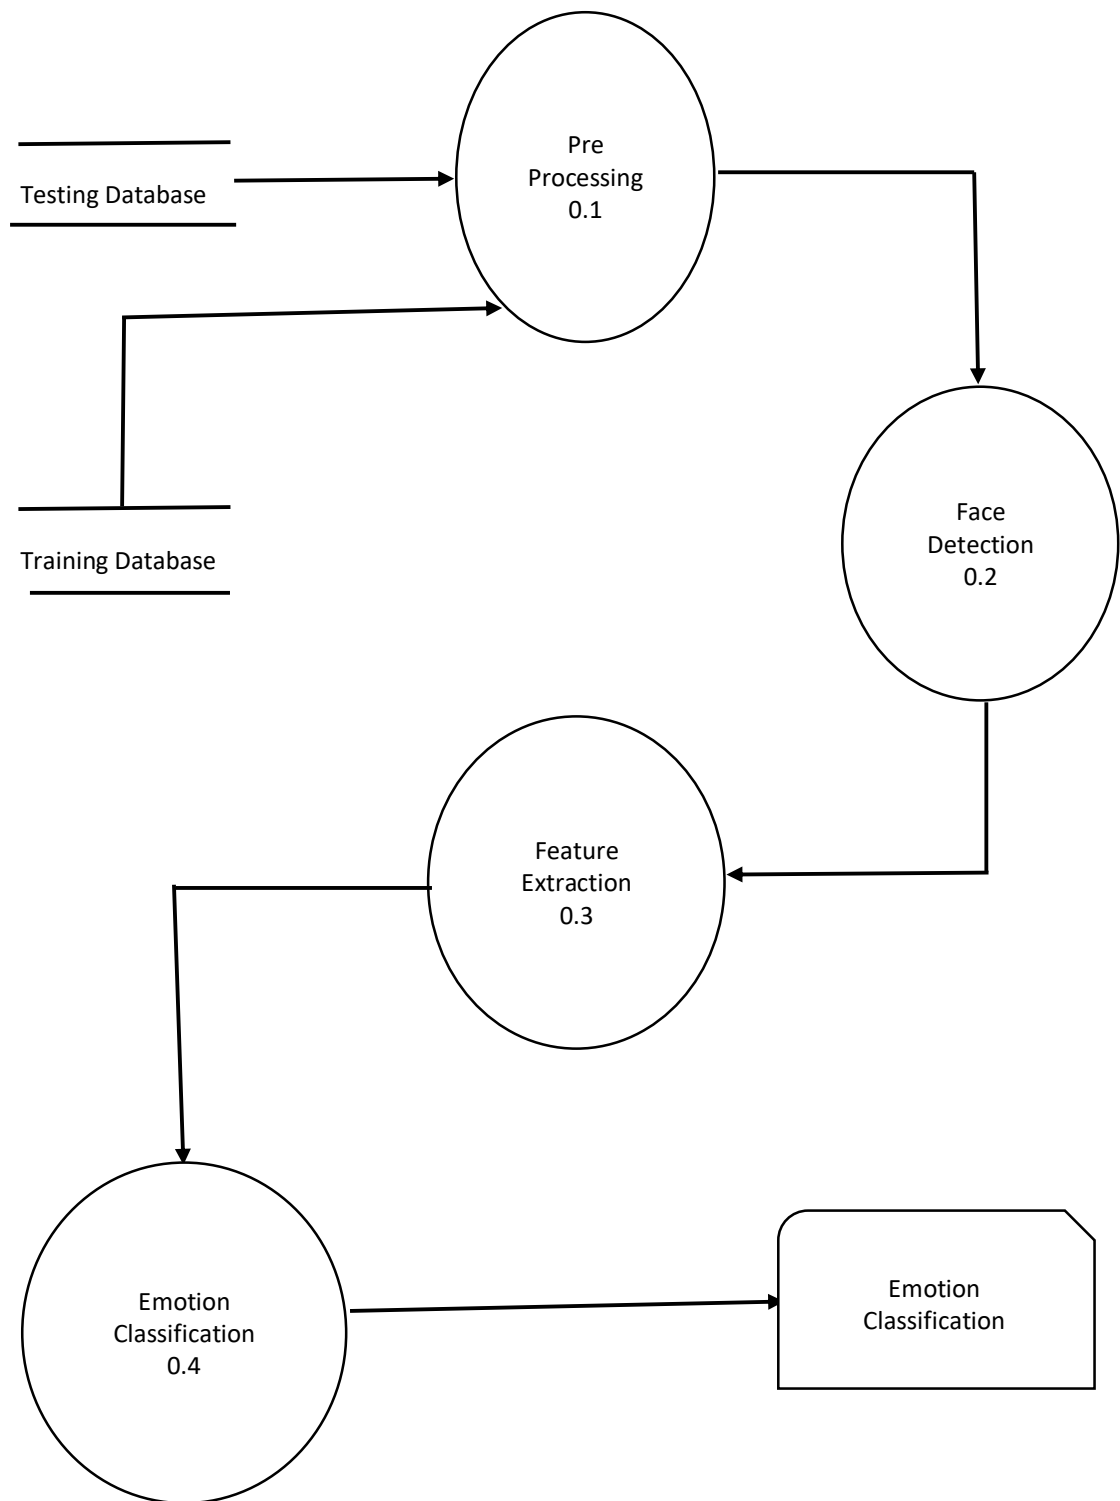 Pre
Processing
0.1
Testing Database
Training Database
Face
Detection
0.2
Feature
Extraction
0.3
Emotion
Classification
0.4
Emotion
Classification